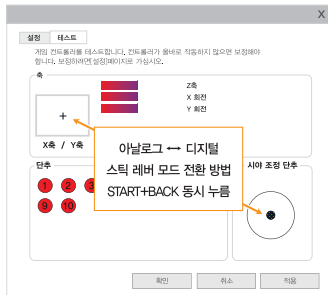 X
설정 테스트
게임 컨트롤러를 테스트합니다. 컨트롤러가 올바로 작동하지 않으면 보정해야
합니다. 보정하려면[설정]페이지로 가십시오.
축
Z축
X 회전
Y 회전
X축 / Y축
아날로그 ↔ 디지털
스틱 레버 모드 전환 방법
START+BACK 동시 누름
단추
시야 조정 단추
1 2 3
9 10
확인 취소 적용